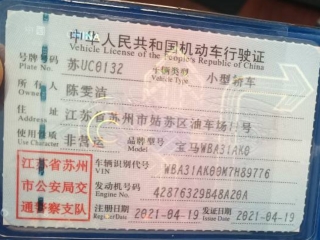 中华人民共和国机动车行驶证
Vehicle License of the People's Republic of China
号牌号码 苏UC0132 车辆类型 小型轿车
Plate No. Vehicle Type
所有人 陈雯洁
Owner
住址 江苏省苏州市姑苏区油车场11号
Address
使用性质 非营运 品牌型号 宝马WBA31AK0
Use Character Model
江苏省苏州 车辆识别代号 WBA31AK00M7H89776
VIN
市公安局交 发动机号码 42876329B48A20A
Engine No.
通警察支队 注册日期 2021-04-19 发证日期 2021-04-19
Register Date Issue Date